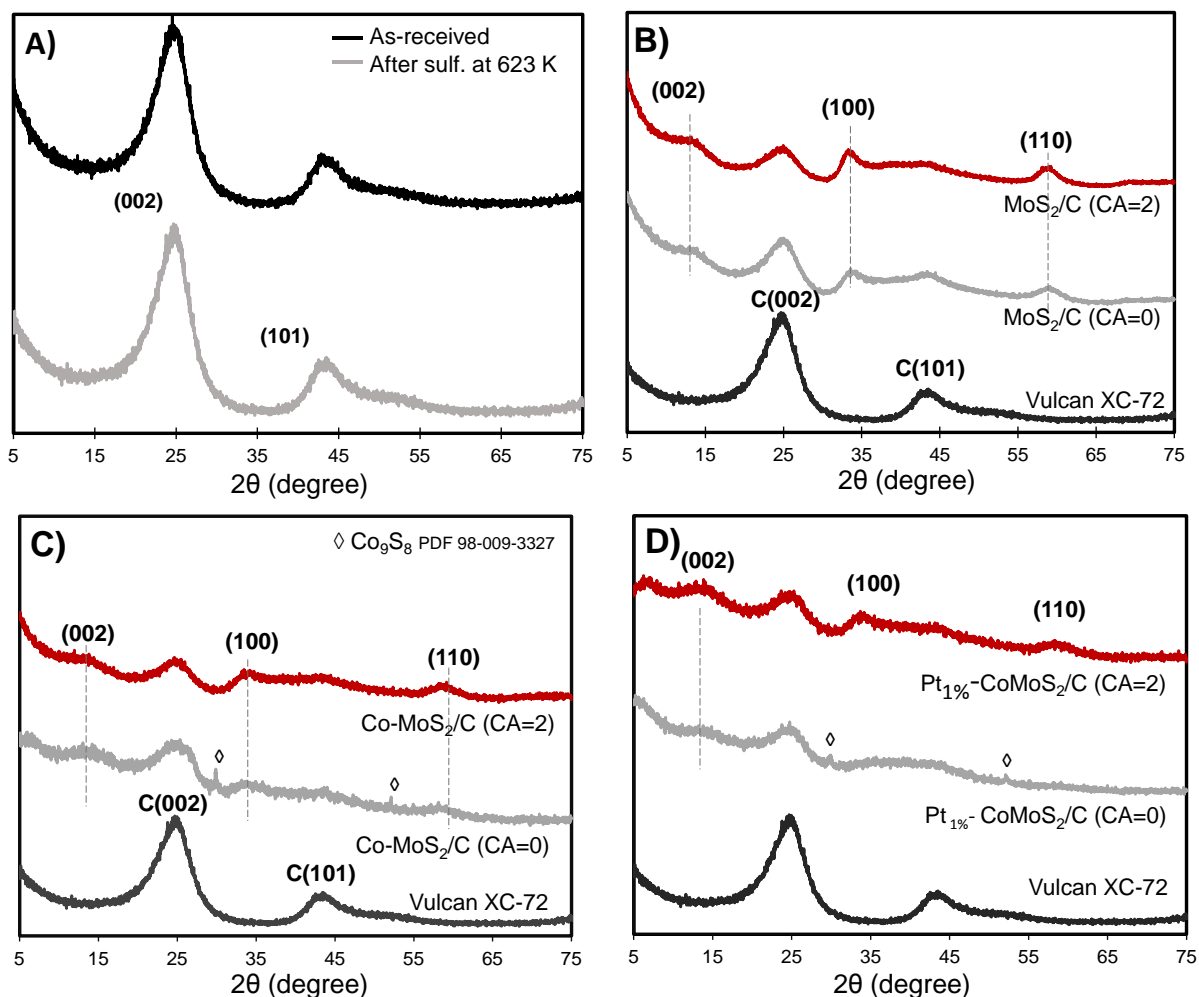 A)
As-received
After sulf. at 623 K
(002)
(101)
5 15 25 35 45 55 65 75
2θ (degree)
B)
(002)
(100)
(110)
MoS2/C (CA=2)
MoS2/C (CA=0)
C(002)
C(101)
Vulcan XC-72
5 15 25 35 45 55 65 75
2θ (degree)
C)
◊ Co9S8 PDF 98-009-3327
(002)
(100)
(110)
Co-MoS2/C (CA=2)
◊
◊
C(002)
Co-MoS2/C (CA=0)
C(101)
Vulcan XC-72
5 15 25 35 45 55 65 75
2θ (degree)
D)
(002)
(100)
(110)
Pt1%-CoMoS2/C (CA=2)
◊
◊
Pt1%- CoMoS2/C (CA=0)
Vulcan XC-72
5 15 25 35 45 55 65 75
2θ (degree)